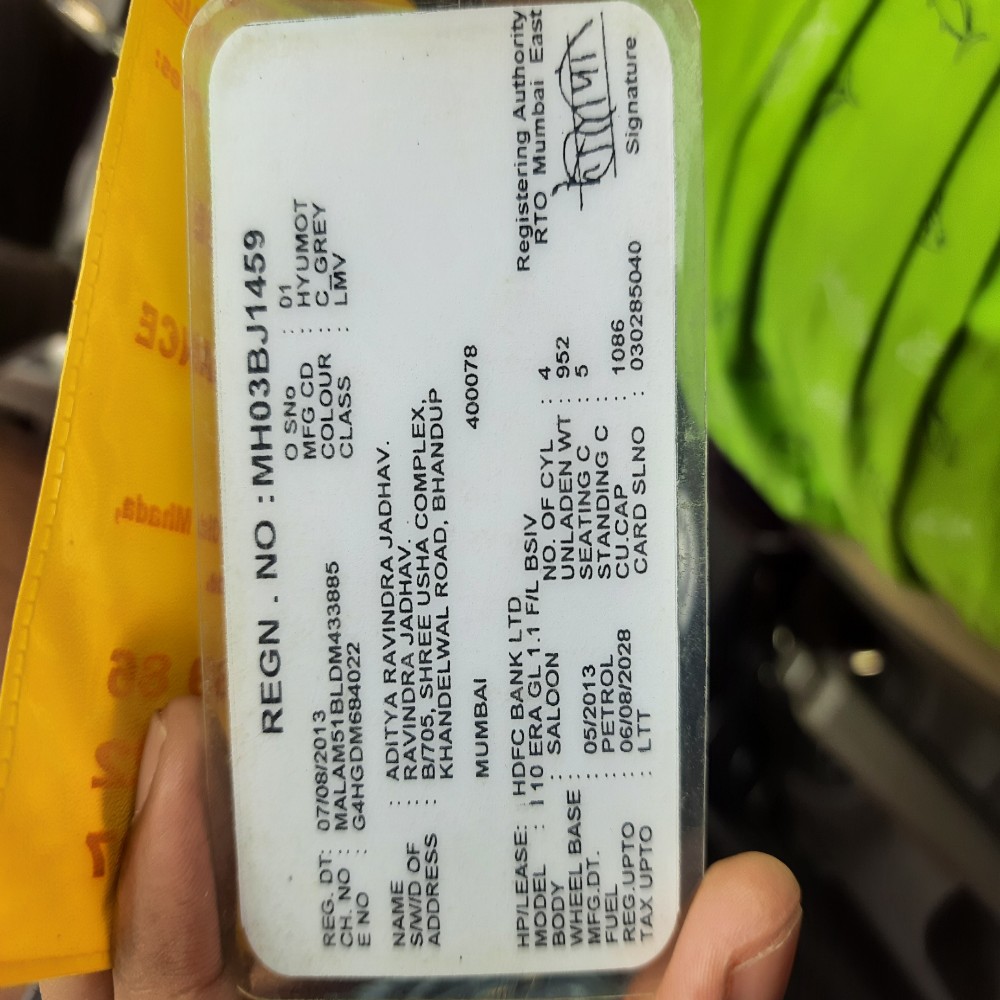 REGN . NO : MH03BJ1459
REG. DT: 07/08/2013 O SNo : 01
CH. NO : MALAM51BLDM433885 MFG CD : HYUMOT
E NO : G4HGDM684022 COLOUR : C_GREY
CLASS : LMV
NAME : ADITYA RAVINDRA JADHAV.
S/W/D OF : RAVINDRA JADHAV.
ADDRESS : B/705, SHREE USHA COMPLEX,
KHANDELWAL ROAD, BHANDUP
MUMBAI 400078
HP/LEASE: HDFC BANK LTD
MODEL : I 10 ERA GL 1.1 F/L BSIV
BODY : SALOON NO. OF CYL : 4
WHEEL BASE : UNLADEN WT : 952
MFG.DT. : 05/2013 SEATING C : 5
FUEL : PETROL STANDING C :
REG.UPTO : 06/08/2028 CU.CAP : 1086
TAX UPTO : LTT CARD SLNO : 030285040
Registering Authority
RTO Mumbai East
Signature